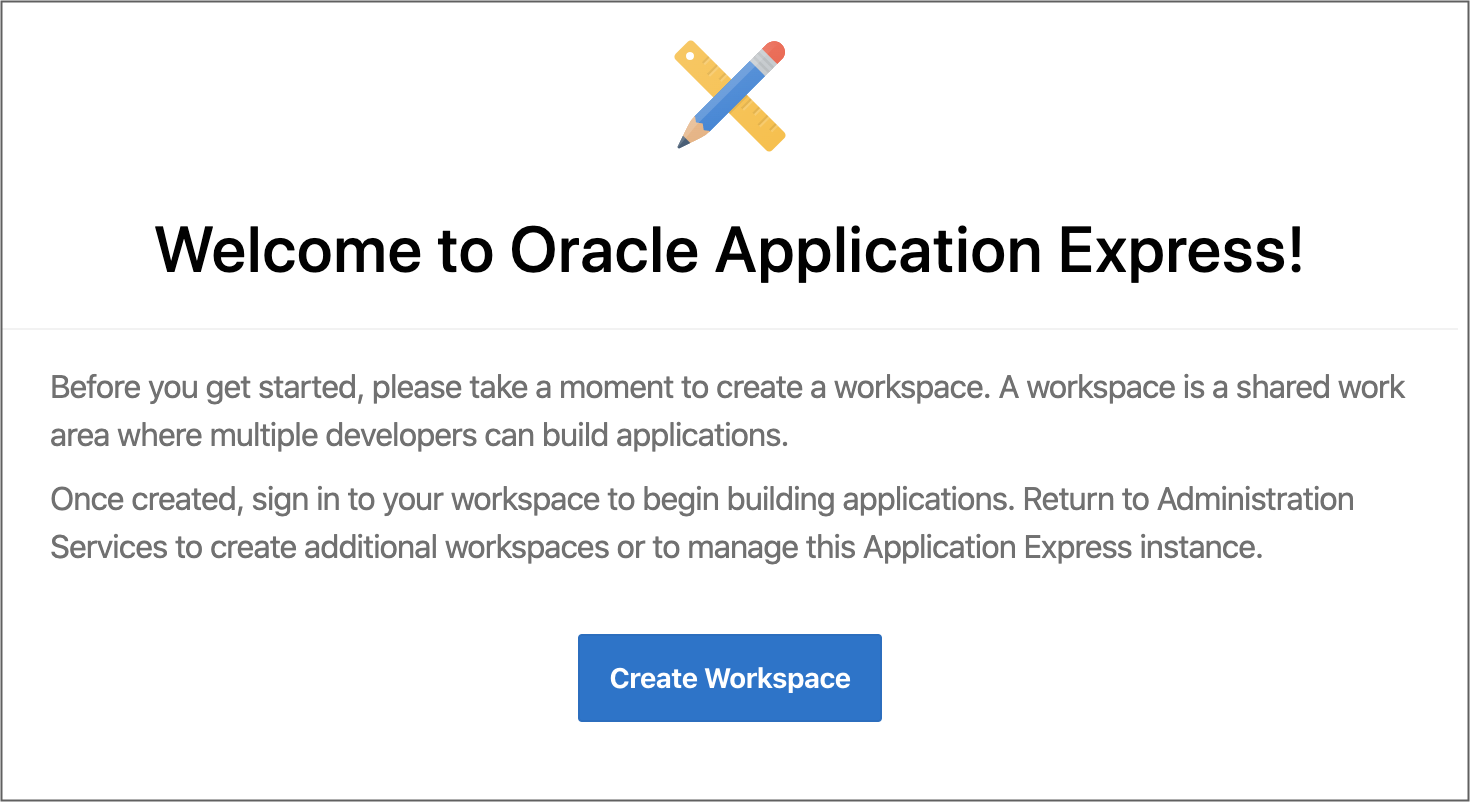 Welcome to Oracle Application Express!
Before you get started, please take a moment to create a workspace. A workspace is a shared work
area where multiple developers can build applications.
Once created, sign in to your workspace to begin building applications. Return to Administration
Services to create additional workspaces or to manage this Application Express instance.
Create Workspace